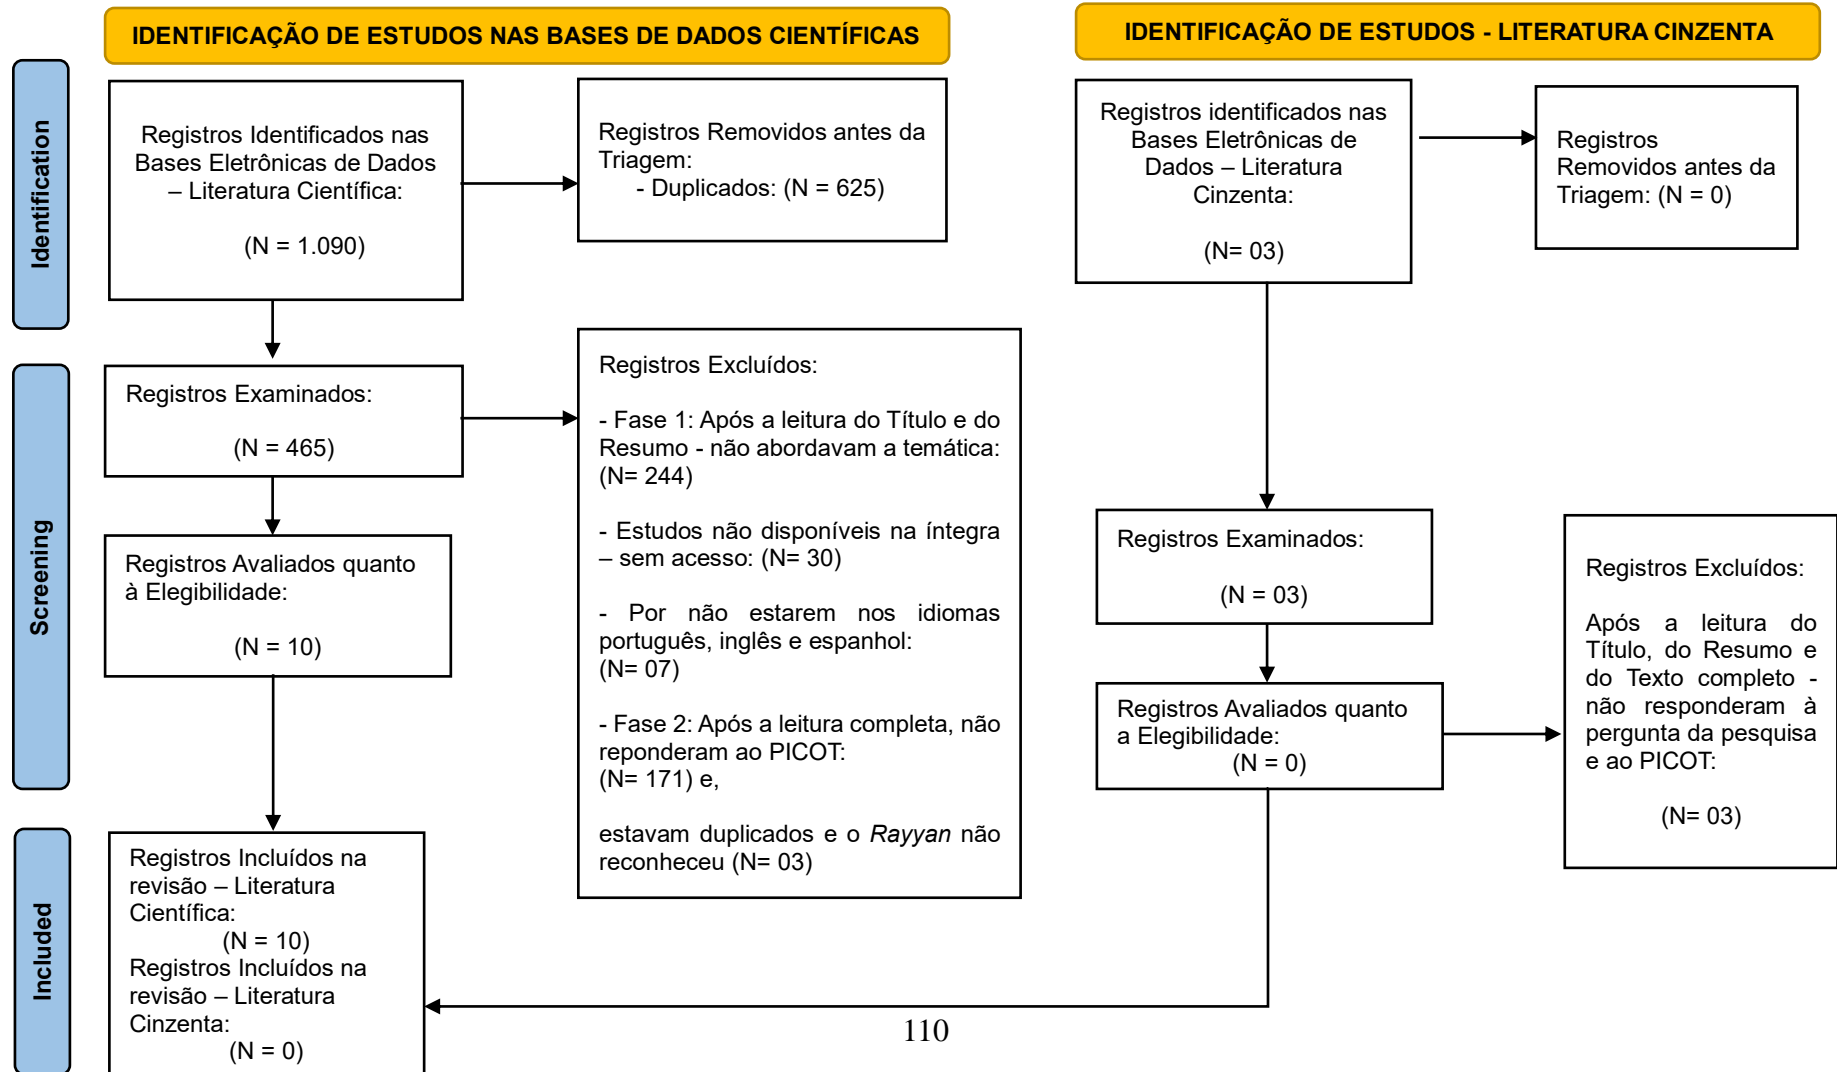 IDENTIFICAÇÃO DE ESTUDOS NAS BASES DE DADOS CIENTÍFICAS
IDENTIFICAÇÃO DE ESTUDOS - LITERATURA CINZENTA
Identification
Registros Identificados nas
Bases Eletrônicas de Dados
– Literatura Científica:
(N = 1.090)
Registros Removidos antes da
Triagem:
- Duplicados: (N = 625)
Registros identificados nas
Bases Eletrônicas de
Dados – Literatura
Cinzenta:
(N= 03)
Registros
Removidos antes da
Triagem: (N = 0)
Screening
Registros Examinados:
(N = 465)
Registros Excluídos:
- Fase 1: Após a leitura do Título e do
Resumo - não abordavam a temática:
(N= 244)
- Estudos não disponíveis na íntegra
– sem acesso: (N= 30)
- Por não estarem nos idiomas
português, inglês e espanhol:
(N= 07)
- Fase 2: Após a leitura completa, não
reponderam ao PICOT:
(N= 171) e,
estavam duplicados e o Rayyan não
reconheceu (N= 03)
Registros Avaliados quanto
à Elegibilidade:
(N = 10)
Registros Examinados:
(N = 03)
Registros Avaliados quanto
a Elegibilidade:
(N = 0)
Registros Excluídos:
Após a leitura do
Título, do Resumo e
do Texto completo -
não responderam à
pergunta da pesquisa
e ao PICOT:
(N= 03)
Included
Registros Incluídos na
revisão – Literatura
Científica:
(N = 10)
Registros Incluídos na
revisão – Literatura
Cinzenta:
(N = 0)
110